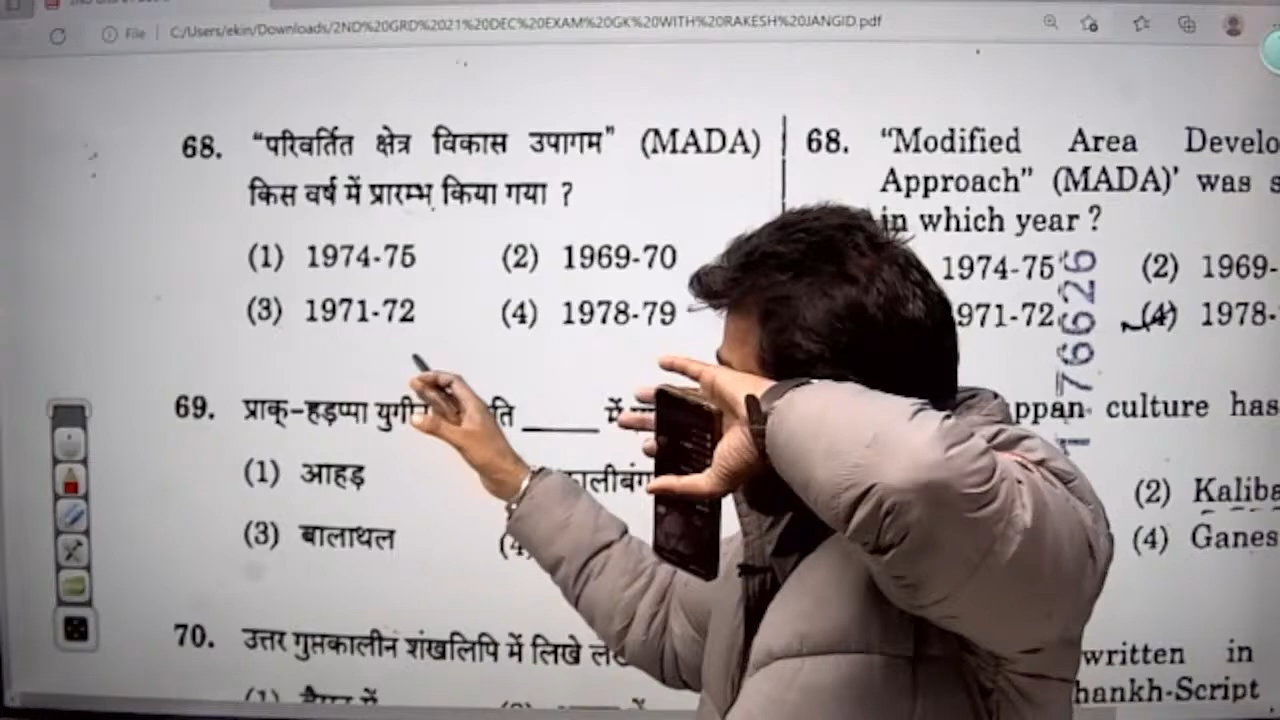 File | C:/Users/ekin/Downloads/2ND%20GRD%2021%20DEC%20EXAM%20GK%20WITH%20RAKESH%20JANGID.pdf
68. "परिवर्तित क्षेत्र विकास उपागम" (MADA)
किस वर्ष में प्रारम्भ किया गया ?
(1) 1974-75 (2) 1969-70
(3) 1971-72 (4) 1978-79
69. प्राक्-हड़प्पा
(1) आहड़
(3) बालाथल
70. उत्तर गुप्तकालीन शंखलिपि में लिखे
68. "Modified Area Develo
Approach" (MADA)' was s
in which year ?
1974-75 (2) 1969-
971-72 (4) 1978-
ppan culture has
(2) Kaliba
(4) Ganes
written in
hankh-Script
766626